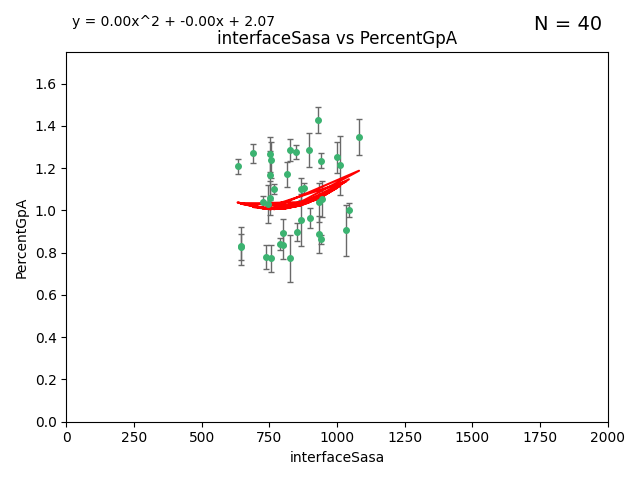 y = 0.00x^2 + -0.00x + 2.07
N = 40
interfaceSasa vs PercentGpA
PercentGpA
1.6
1.4
1.2
1.0
0.8
0.6
0.4
0.2
0.0
0 250 500 750 1000 1250 1500 1750 2000
interfaceSasa